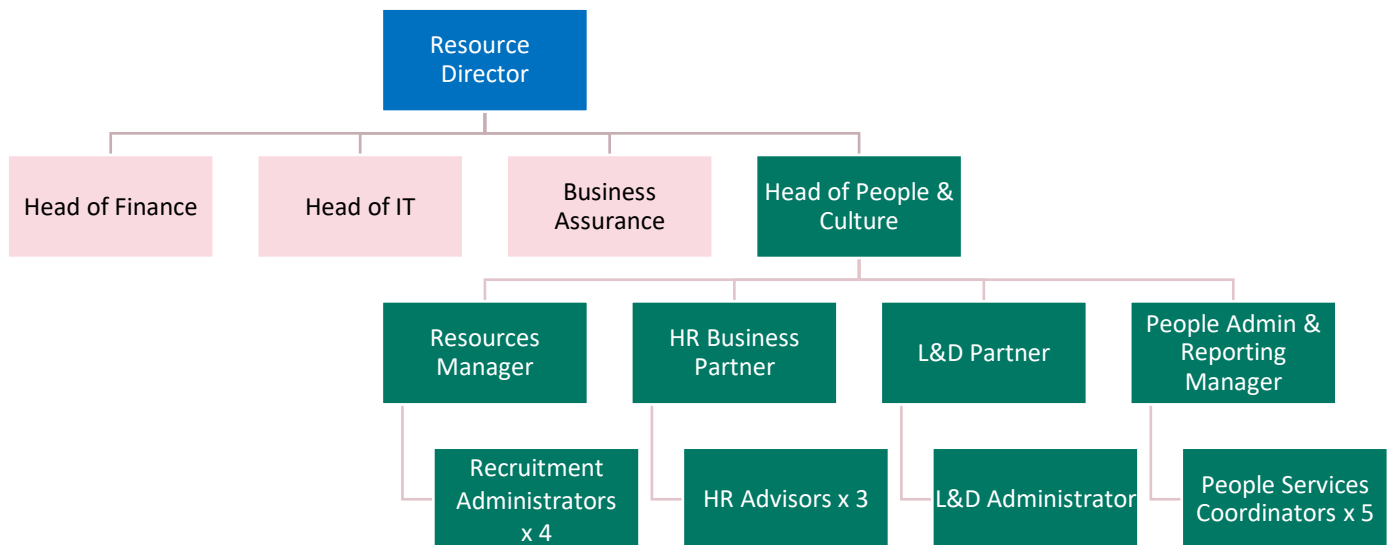 Resource
Director
Head of Finance
Head of IT
Business
Assurance
Head of People &
Culture
Resources
Manager
HR Business
Partner
L&D Partner
People Admin &
Reporting
Manager
Recruitment
Administrators
x 4
HR Advisors x 3
L&D Administrator
People Services
Coordinators x 5